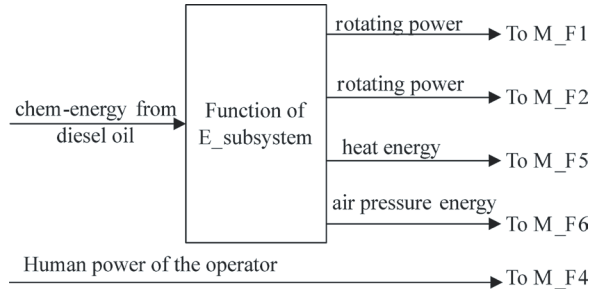 rotating power
To M_F1
rotating power
To M_F2
chem-energy from
diesel oil
Function of
E_subsystem
heat energy
To M_F5
air pressure energy
To M_F6
Human power of the operator
To M_F4